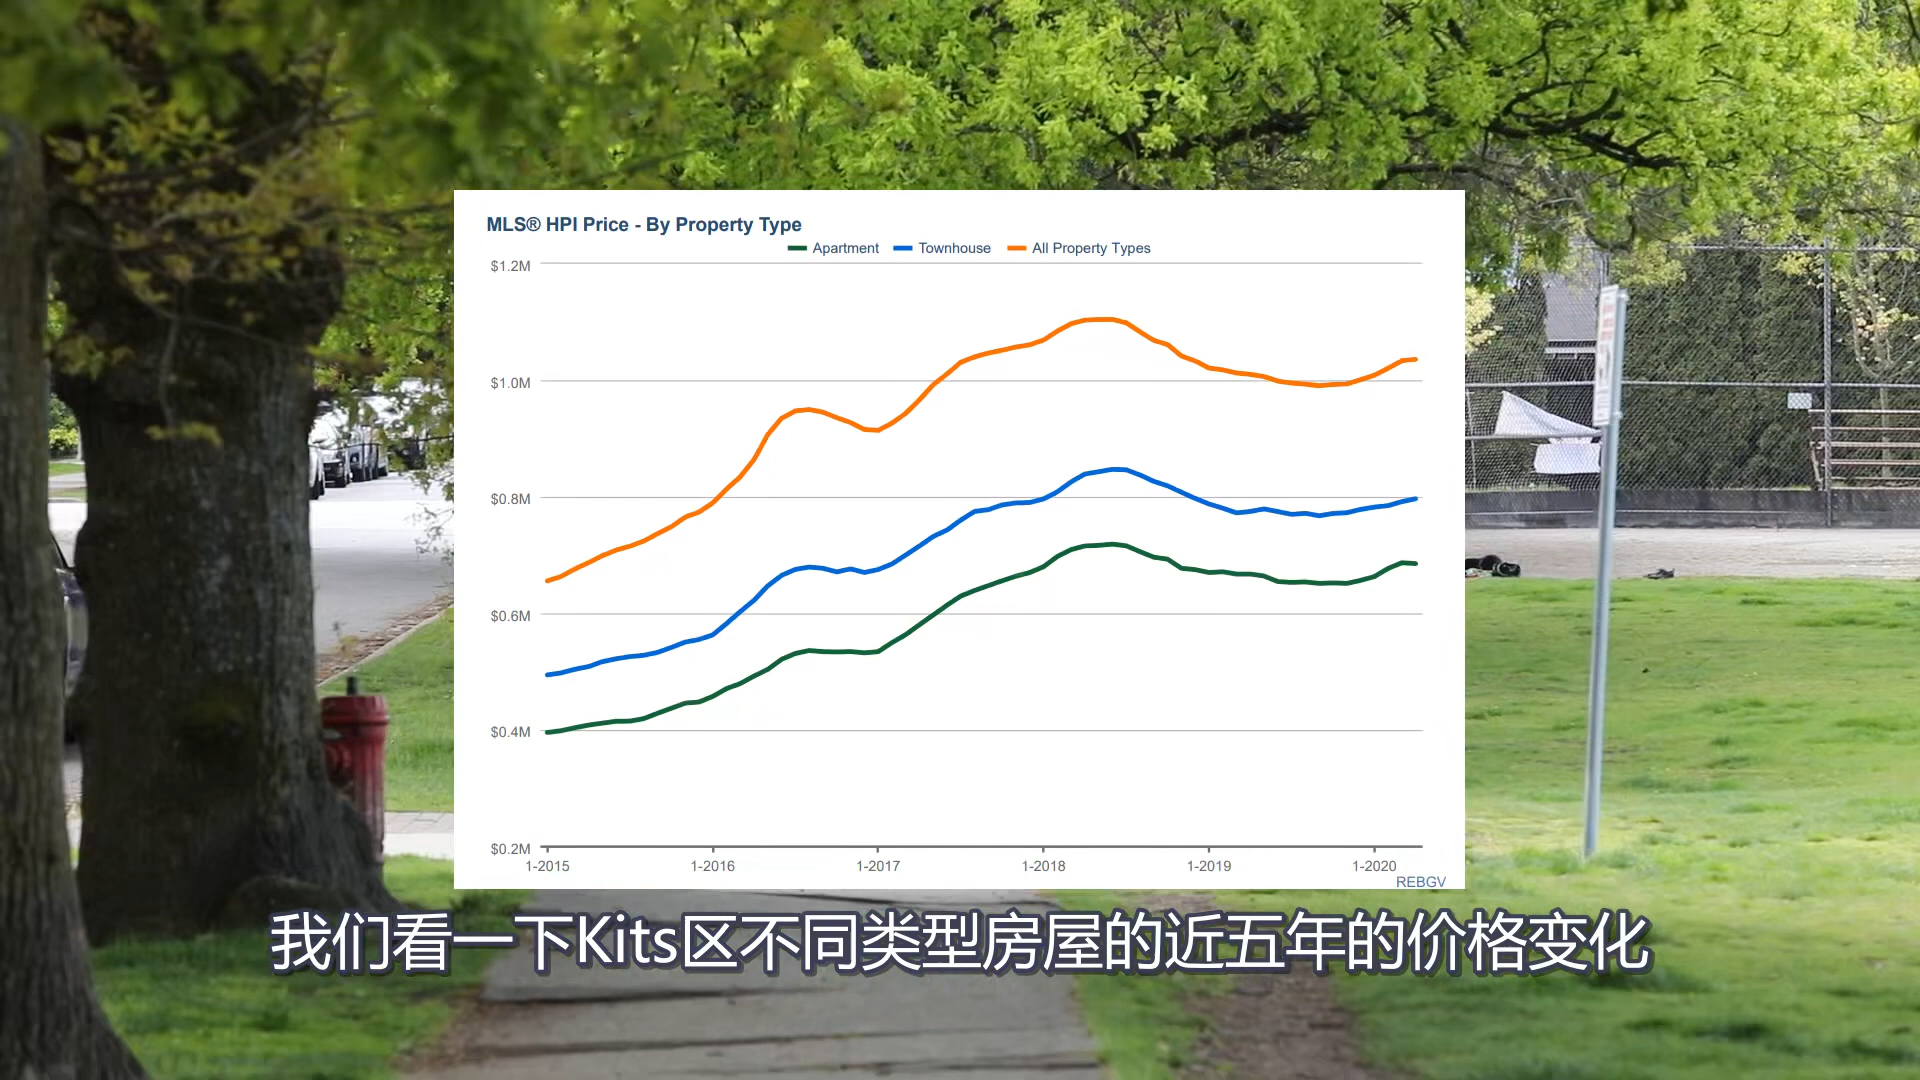 MLS® HPI Price - By Property Type
Apartment Townhouse All Property Types
$1.2M
$1.0M
$0.8M
$0.6M
$0.4M
$0.2M
1-2015 1-2016 1-2017 1-2018 1-2019 1-2020
REBGV
我们看一下Kits区不同类型房屋的近五年的价格变化